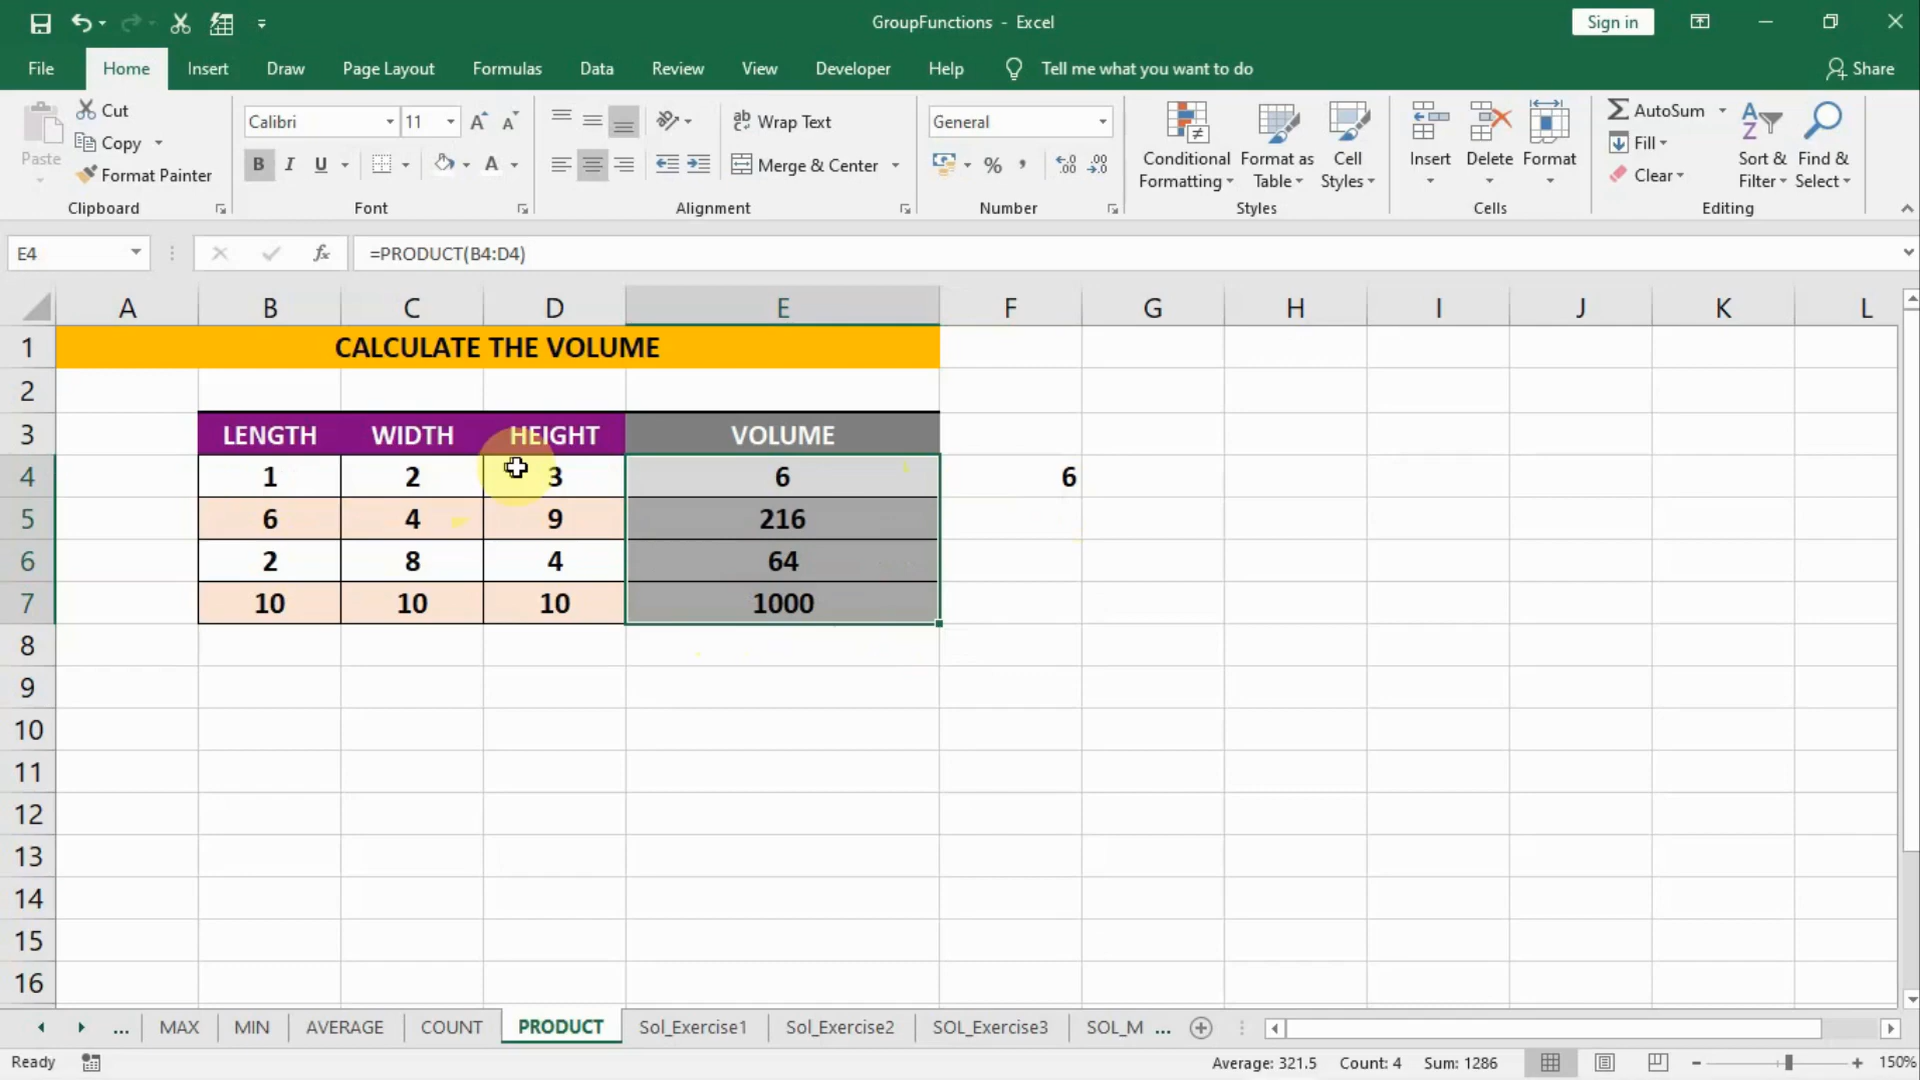 GroupFunctions - Excel
Sign in
File Home Insert Draw Page Layout Formulas Data Review View Developer Help Tell me what you want to do Share
Paste
Cut
Copy
Format Painter
Clipboard
Calibri 11 A A
B I U A
Font
ab Wrap Text
Merge & Center
Alignment
General
% , .00 .00
Number
Conditional Formatting
Format as Table
Cell Styles
Styles
Insert Delete Format
Cells
AutoSum
Fill
Clear
Sort & Filter
Find & Select
Editing
E4 fx =PRODUCT(B4:D4)
A B C D E F G H I J K L
1 CALCULATE THE VOLUME
2
3 LENGTH WIDTH HEIGHT VOLUME
4 1 2 3 6 6
5 6 4 9 216
6 2 8 4 64
7 10 10 10 1000
8
9
10
11
12
13
14
15
16
... MAX MIN AVERAGE COUNT PRODUCT Sol_Exercise1 Sol_Exercise2 SOL_Exercise3 SOL_M ...
Ready Average: 321.5 Count: 4 Sum: 1286 150%